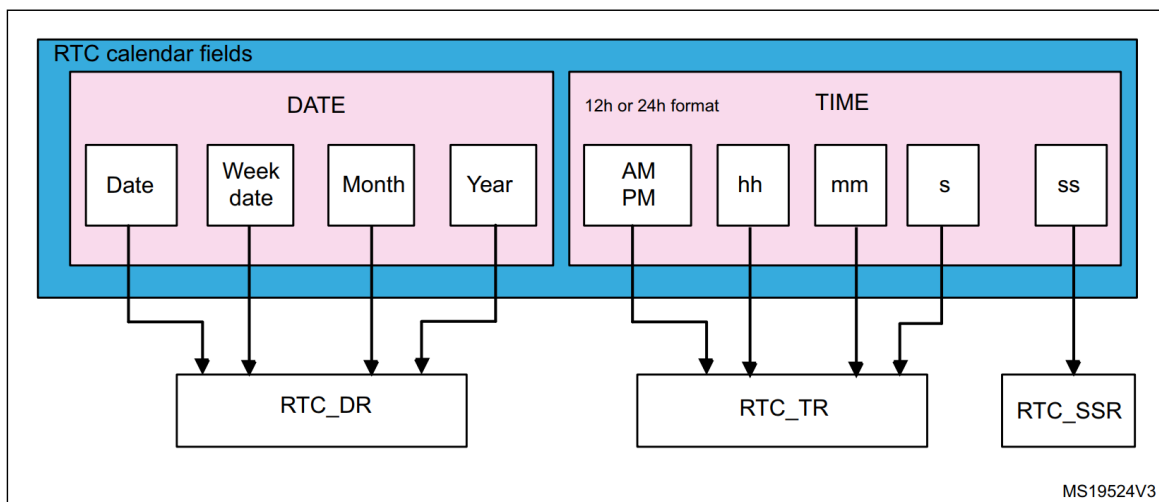 RTC calendar fields
DATE
12h or 24h format
TIME
Date
Week
date
Month
Year
AM
PM
hh
mm
s
ss
RTC_DR
RTC_TR
RTC_SSR
MS19524V3